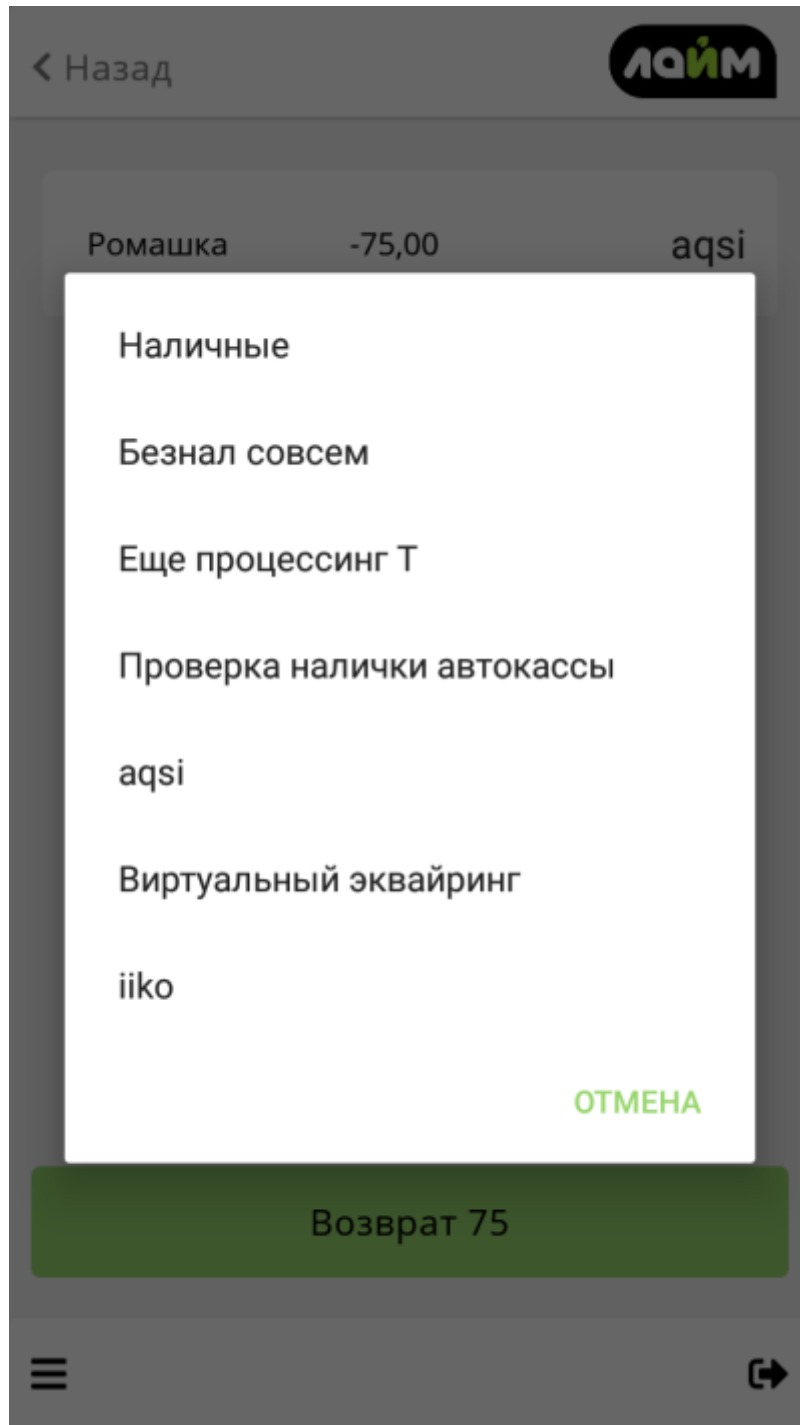 Назад
лайм
Ромашка -75,00 aqsi
Наличные
Безнал совсем
Еще процессинг Т
Проверка налички автокассы
aqsi
Виртуальный эквайринг
iiko
ОТМЕНА
Возврат 75